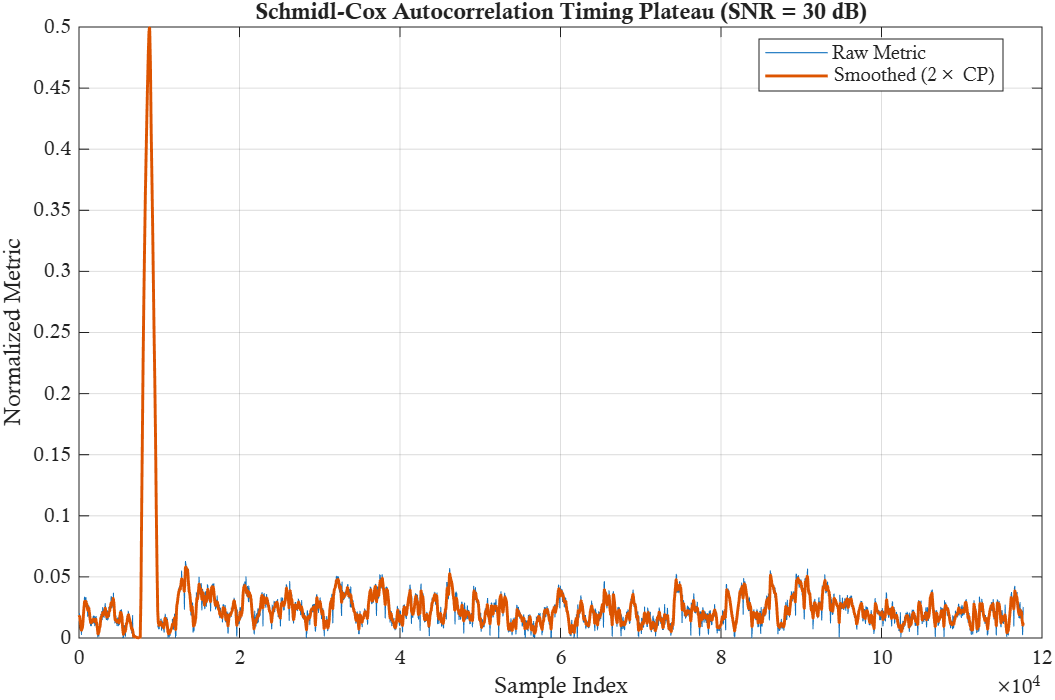 Schmidl-Cox Autocorrelation Timing Plateau (SNR = 30 dB)
Raw Metric
Smoothed (2 × CP)
Normalized Metric
0.5
0.45
0.4
0.35
0.3
0.25
0.2
0.15
0.1
0.05
0
0 2 4 6 8 10 12
Sample Index
×10⁴